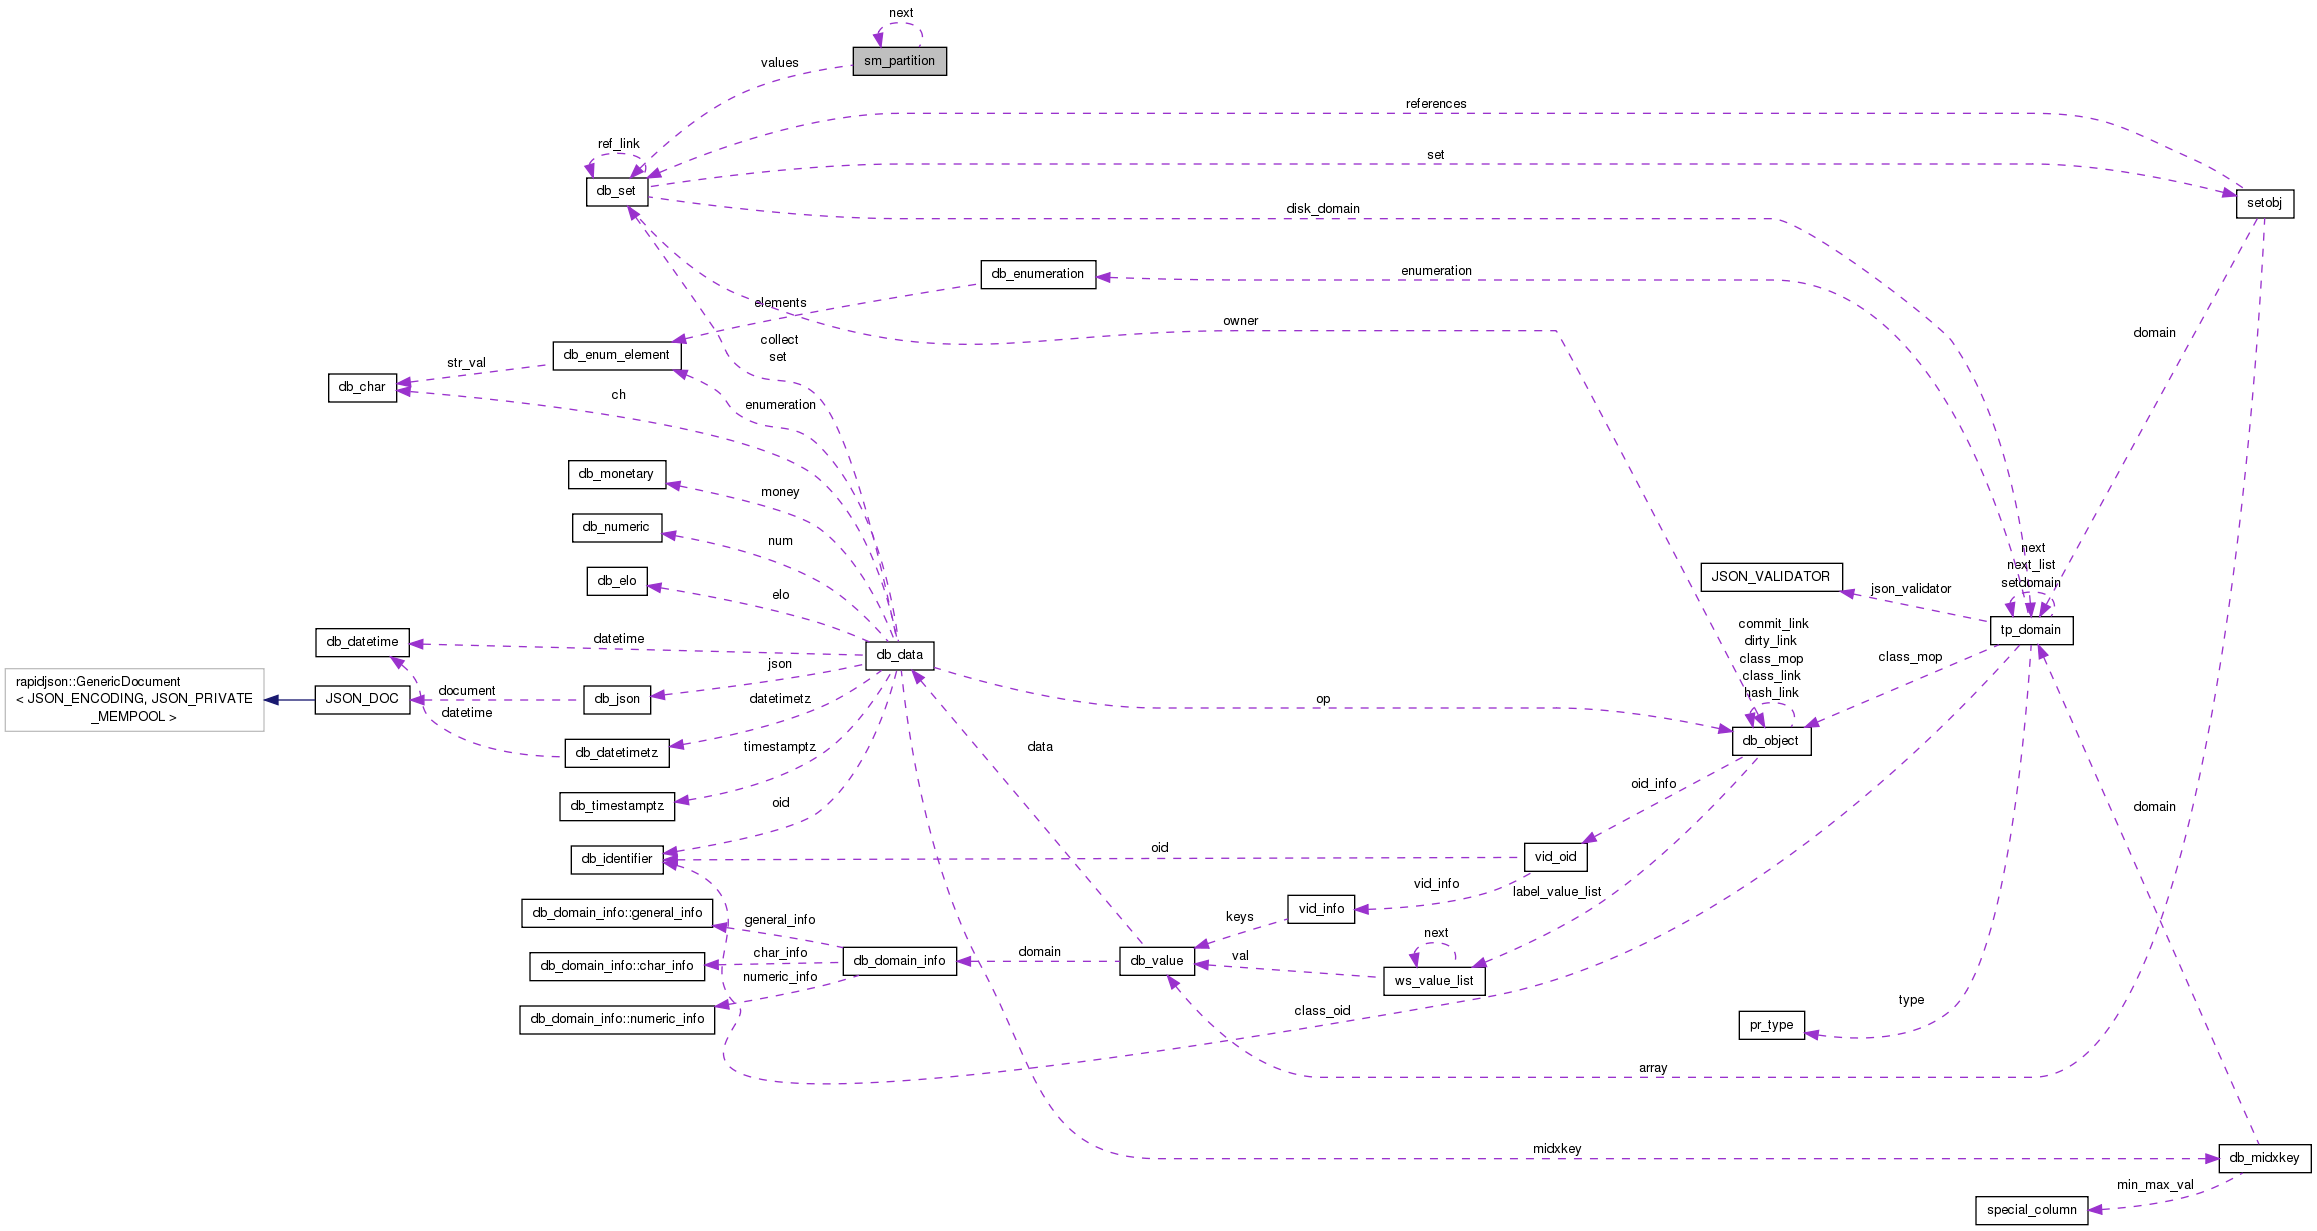 next
sm_partition
values
references
ref_link
set
db_set
setobj
disk_domain
db_enumeration
enumeration
elements
owner
collect
set
domain
db_enum_element
str_val
db_char
ch
enumeration
db_monetary
money
db_numeric
num
next
next_list
setdomain
JSON_VALIDATOR
json_validator
db_elo
elo
tp_domain
commit_link
dirty_link
class_mop
class_link
hash_link
class_mop
db_datetime
datetime
db_data
json
rapidjson::GenericDocument
< JSON_ENCODING, JSON_PRIVATE
_MEMPOOL >
JSON_DOC
document
db_json
datetimetz
op
datetime
db_object
db_datetimetz
timestamptz
data
oid_info
db_timestamptz
oid
domain
db_identifier
oid
vid_oid
vid_info
label_value_list
db_domain_info::general_info
general_info
vid_info
keys
next
db_domain_info::char_info
char_info
db_domain_info
domain
db_value
val
ws_value_list
numeric_info
db_domain_info::numeric_info
class_oid
type
pr_type
array
midxkey
db_midxkey
min_max_val
special_column